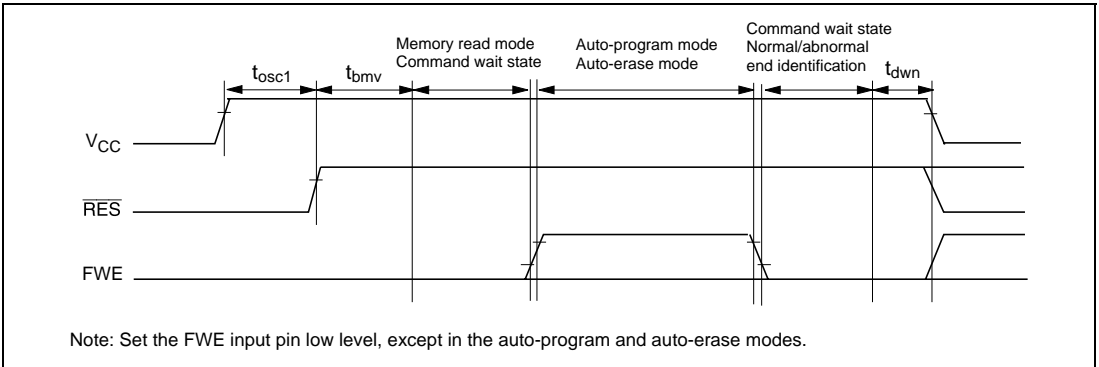 Memory read mode
Command wait state
Auto-program mode
Auto-erase mode
Command wait state
Normal/abnormal
end identification
tosc1
tbmv
tdwn
VCC
RES
FWE
Note: Set the FWE input pin low level, except in the auto-program and auto-erase modes.